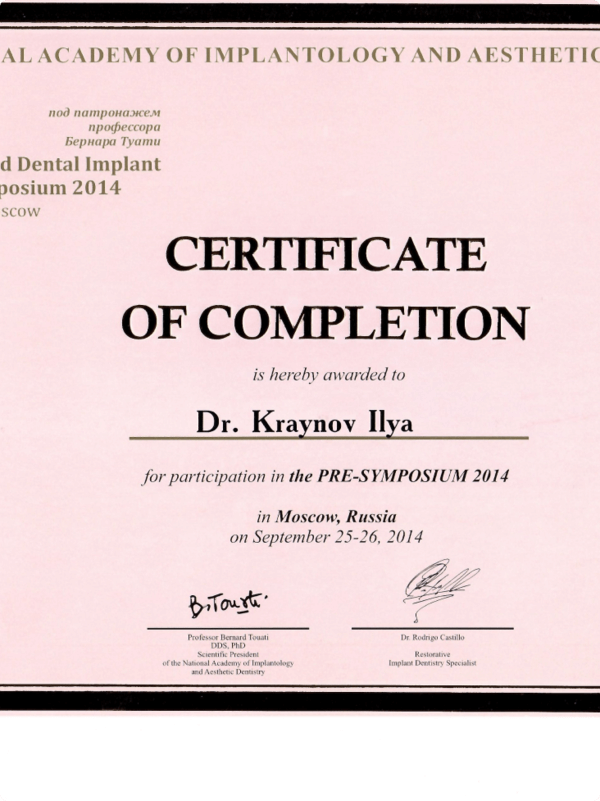 AL ACADEMY OF IMPLANTOLOGY AND AESTHETIC
под патронажем
профессора
Бернара Туати
d Dental Implant
posium 2014
scow
CERTIFICATE
OF COMPLETION
is hereby awarded to
Dr. Kraynov Ilya
for participation in the PRE-SYMPOSIUM 2014
in Moscow, Russia
on September 25-26, 2014
B.Touati
Professor Bernard Touati
DDS, PhD
Scientific President
of the National Academy of Implantology
and Aesthetic Dentistry
Dr. Rodrigo Castillo
Restorative
Implant Dentistry Specialist